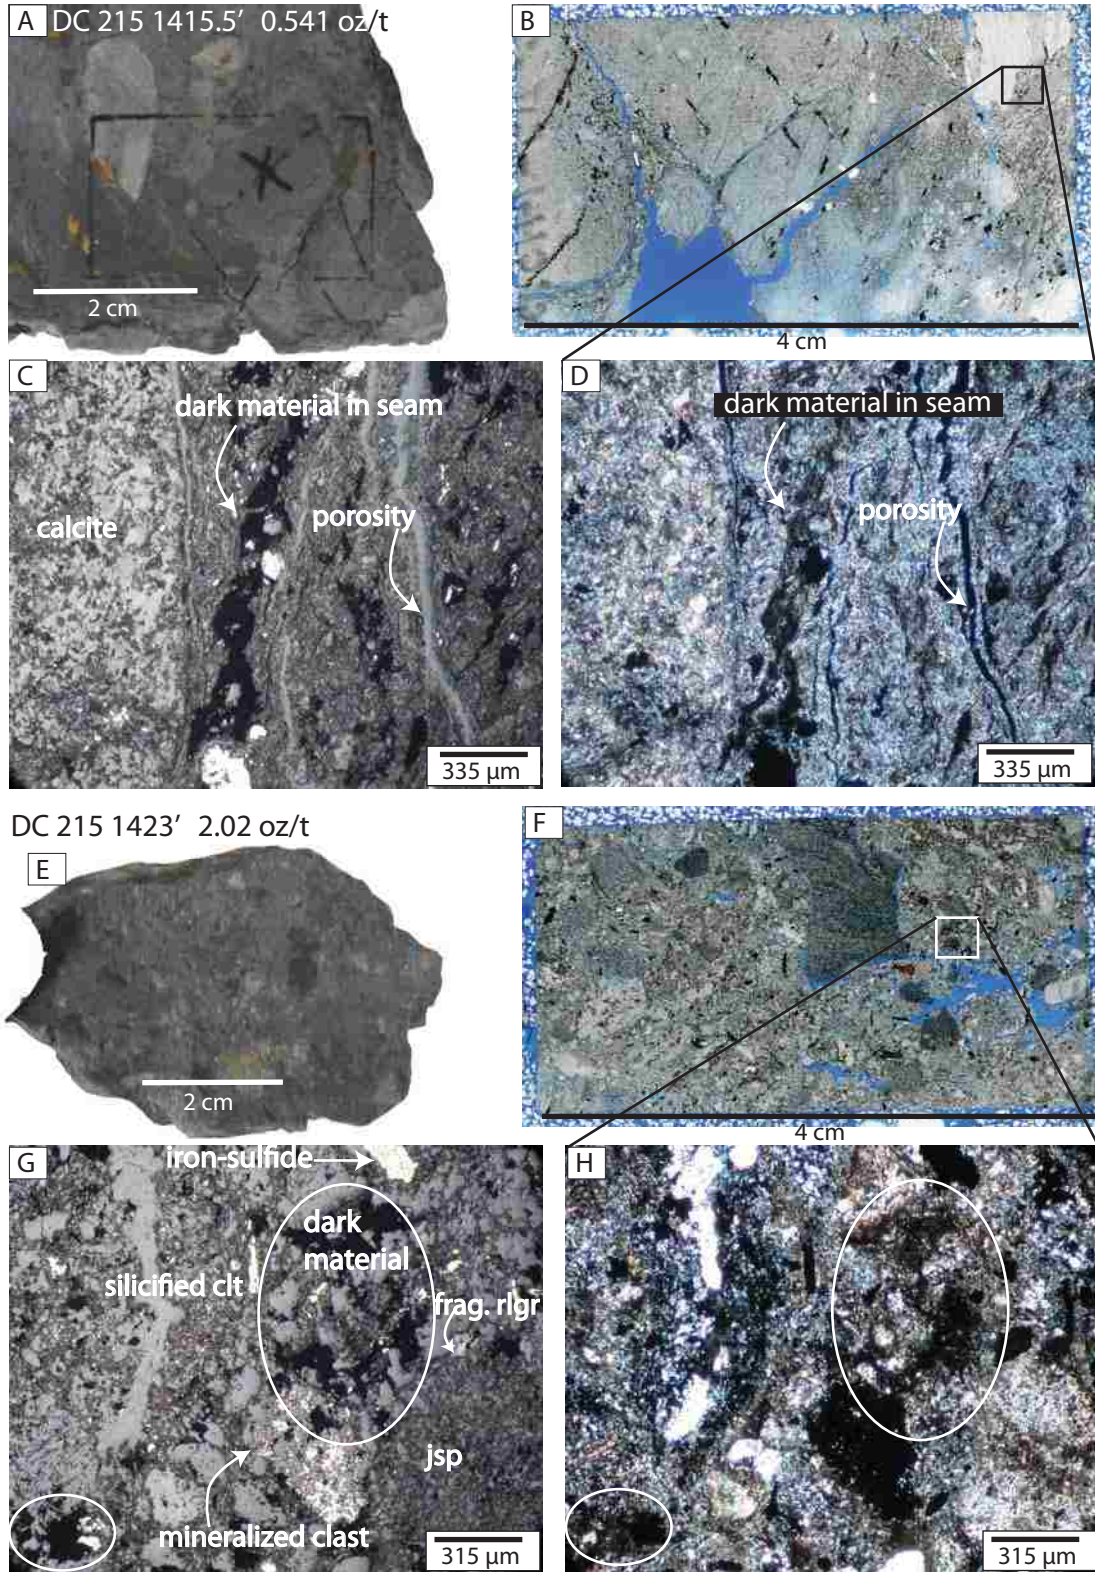 A DC 215 1415.5' 0.541 oz/t
2 cm
B
4 cm
C
dark material in seam
calcite
porosity
335 µm
D
dark material in seam
porosity
335 µm
DC 215 1423' 2.02 oz/t
E
2 cm
F
4 cm
G
iron-sulfide
dark
material
silicified clt
frag. rlgr
jsp
mineralized clast
315 µm
H
315 µm